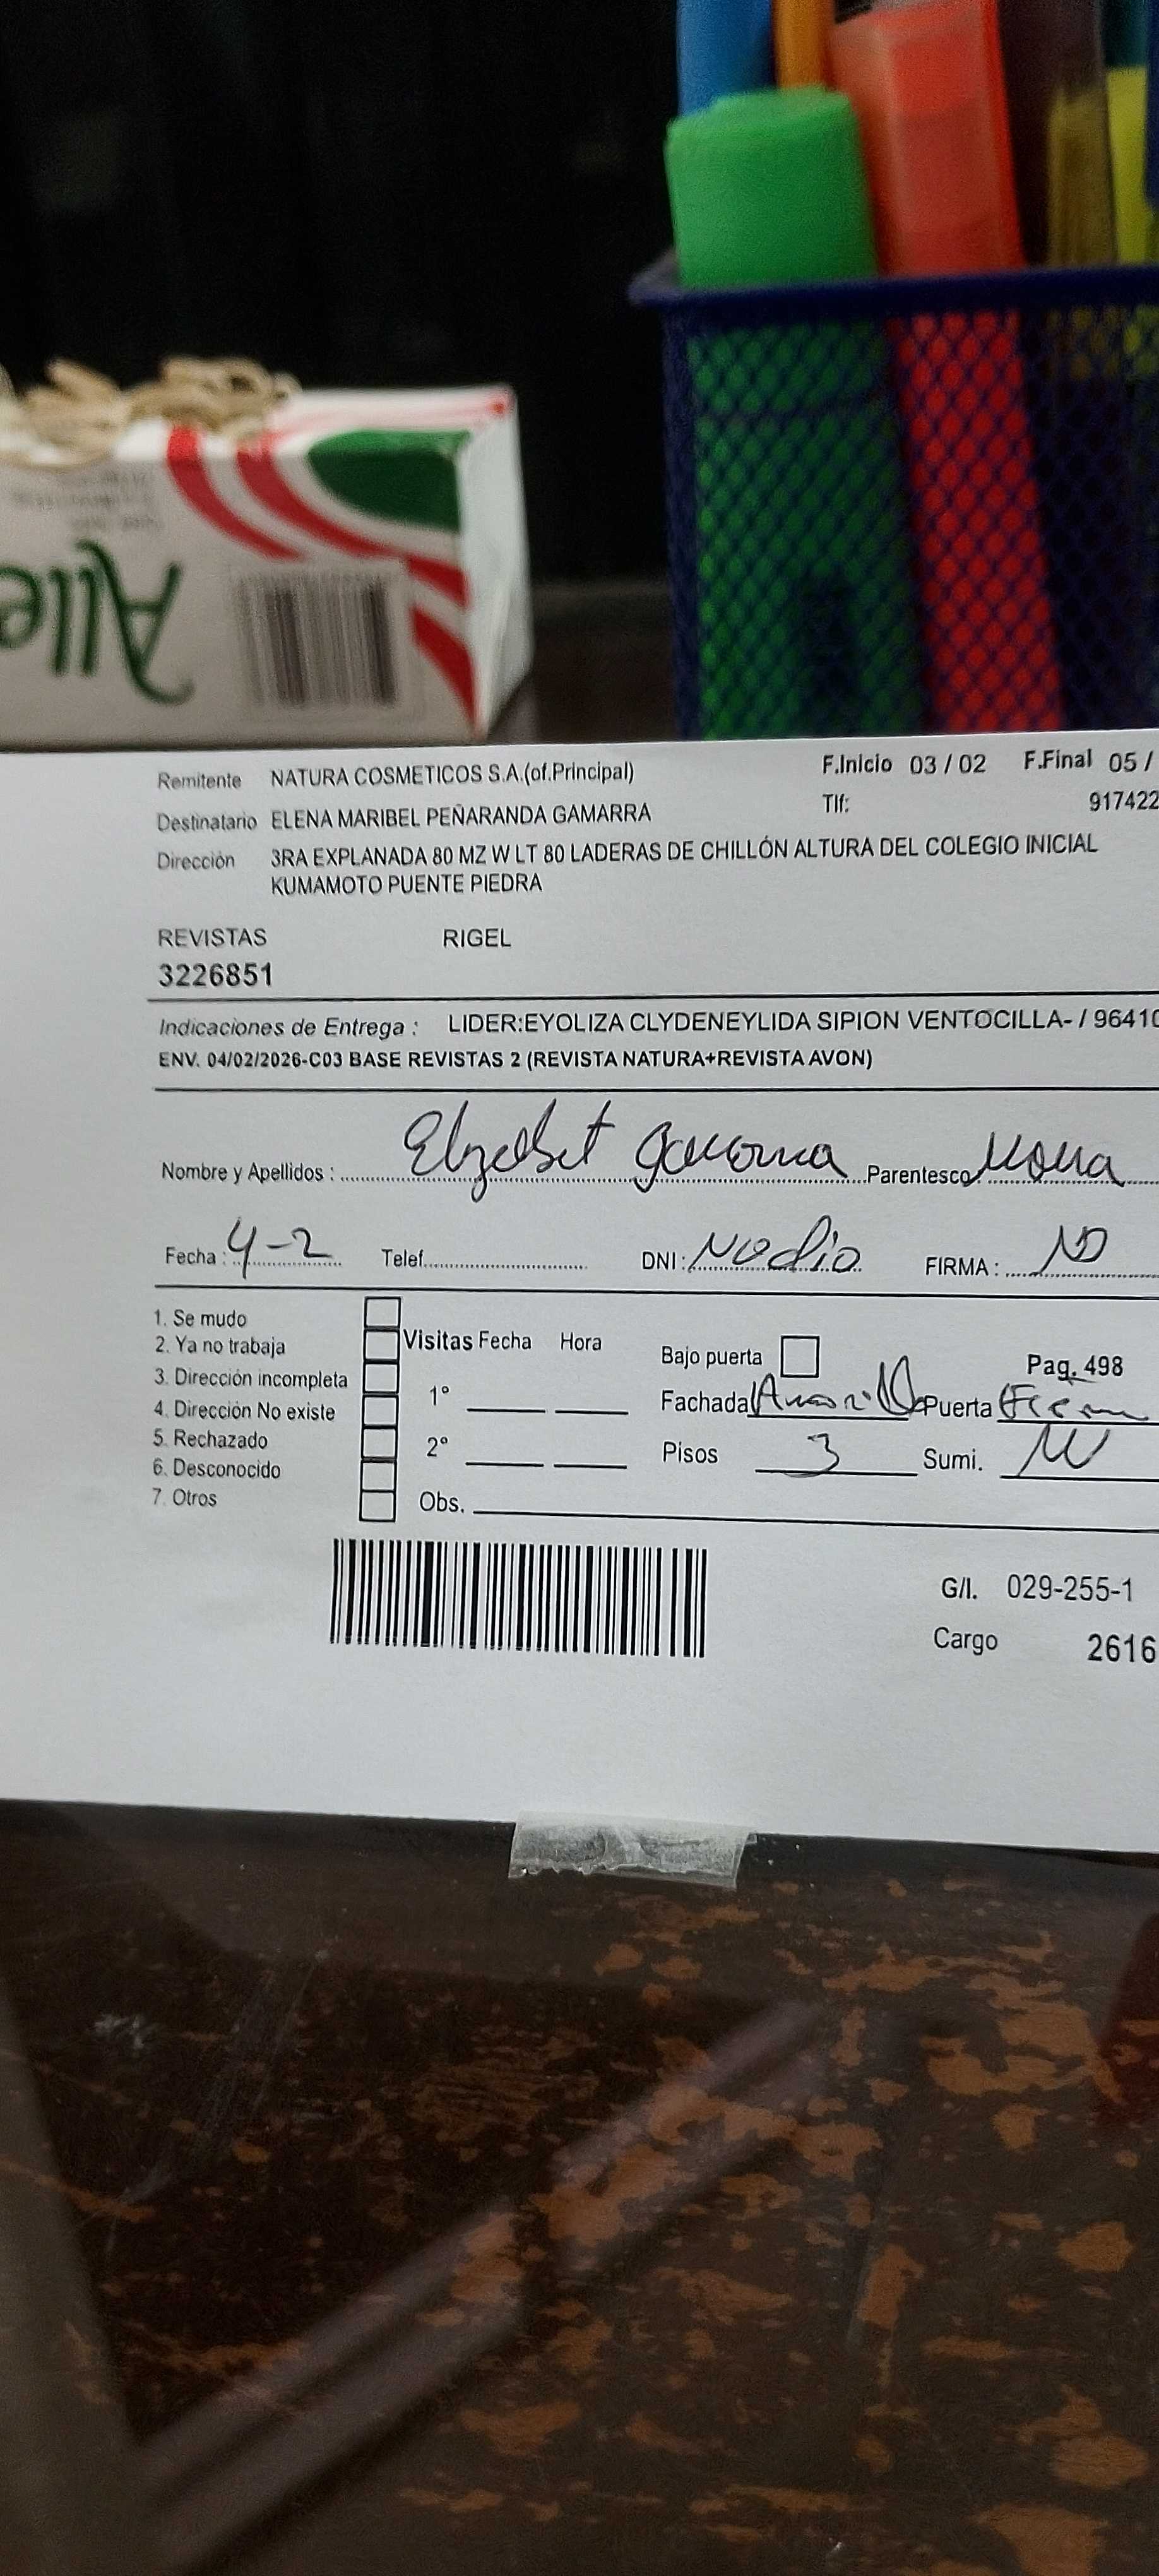 Alle
Remitente NATURA COSMETICOS S.A.(of.Principal) F.Inicio 03 / 02 F.Final 05 /
Destinatario ELENA MARIBEL PEÑARANDA GAMARRA Tlf: 917422
Dirección 3RA EXPLANADA 80 MZ W LT 80 LADERAS DE CHILLÓN ALTURA DEL COLEGIO INICIAL
KUMAMOTO PUENTE PIEDRA
REVISTAS RIGEL
3226851
Indicaciones de Entrega : LIDER:EYOLIZA CLYDENEYLIDA SIPION VENTOCILLA- / 96410
ENV. 04/02/2026-C03 BASE REVISTAS 2 (REVISTA NATURA+REVISTA AVON)
Nombre y Apellidos : Parentesco:
Fecha : 4-2 Telef. DNI: No dio FIRMA : ND
1. Se mudo
2. Ya no trabaja Visitas Fecha Hora Bajo puerta Pag. 498
3. Dirección incompleta
4. Dirección No existe 1° Fachada Puerta
5. Rechazado
6. Desconocido 2° Pisos 3 Sumi.
7. Otros Obs.
G/I. 029-255-1
Cargo 2616